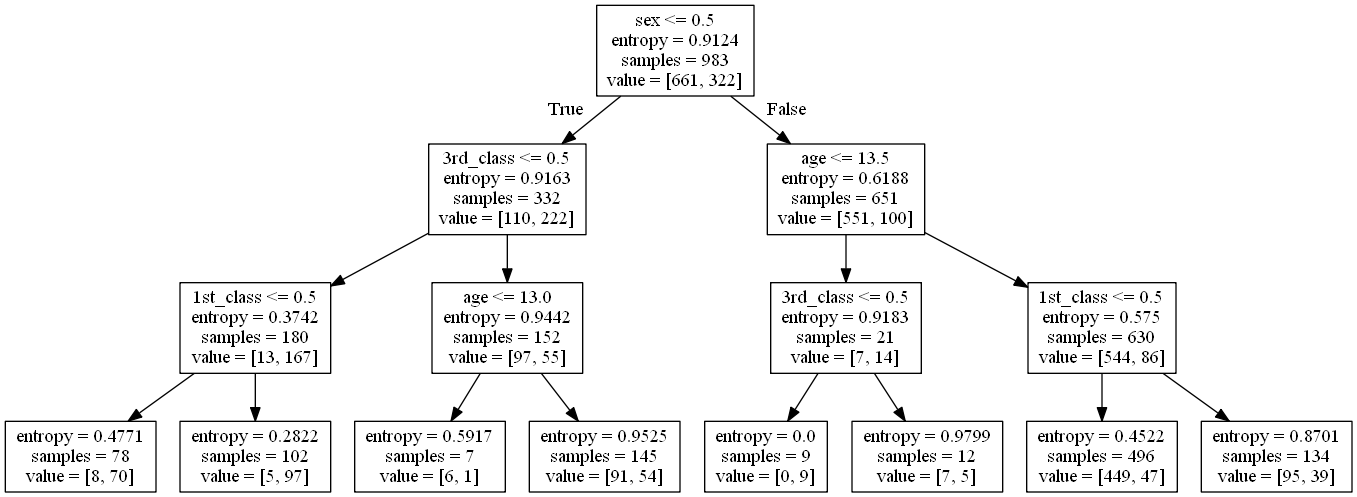 sex <= 0.5
entropy = 0.9124
samples = 983
value = [661, 322]
True
False
3rd_class <= 0.5
entropy = 0.9163
samples = 332
value = [110, 222]
age <= 13.5
entropy = 0.6188
samples = 651
value = [551, 100]
1st_class <= 0.5
entropy = 0.3742
samples = 180
value = [13, 167]
age <= 13.0
entropy = 0.9442
samples = 152
value = [97, 55]
3rd_class <= 0.5
entropy = 0.9183
samples = 21
value = [7, 14]
1st_class <= 0.5
entropy = 0.575
samples = 630
value = [544, 86]
entropy = 0.4771
samples = 78
value = [8, 70]
entropy = 0.2822
samples = 102
value = [5, 97]
entropy = 0.5917
samples = 7
value = [6, 1]
entropy = 0.9525
samples = 145
value = [91, 54]
entropy = 0.0
samples = 9
value = [0, 9]
entropy = 0.9799
samples = 12
value = [7, 5]
entropy = 0.4522
samples = 496
value = [449, 47]
entropy = 0.8701
samples = 134
value = [95, 39]